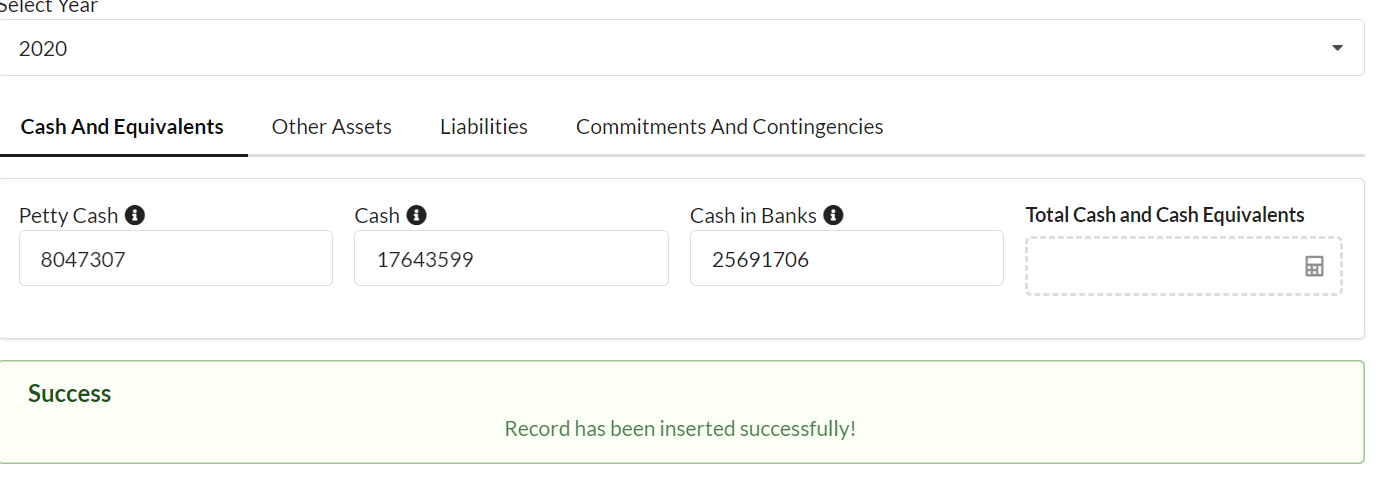 Select Year
2020
Cash And Equivalents Other Assets Liabilities Commitments And Contingencies
Petty Cash Cash Cash in Banks Total Cash and Cash Equivalents
8047307 17643599 25691706
Success
Record has been inserted successfully!